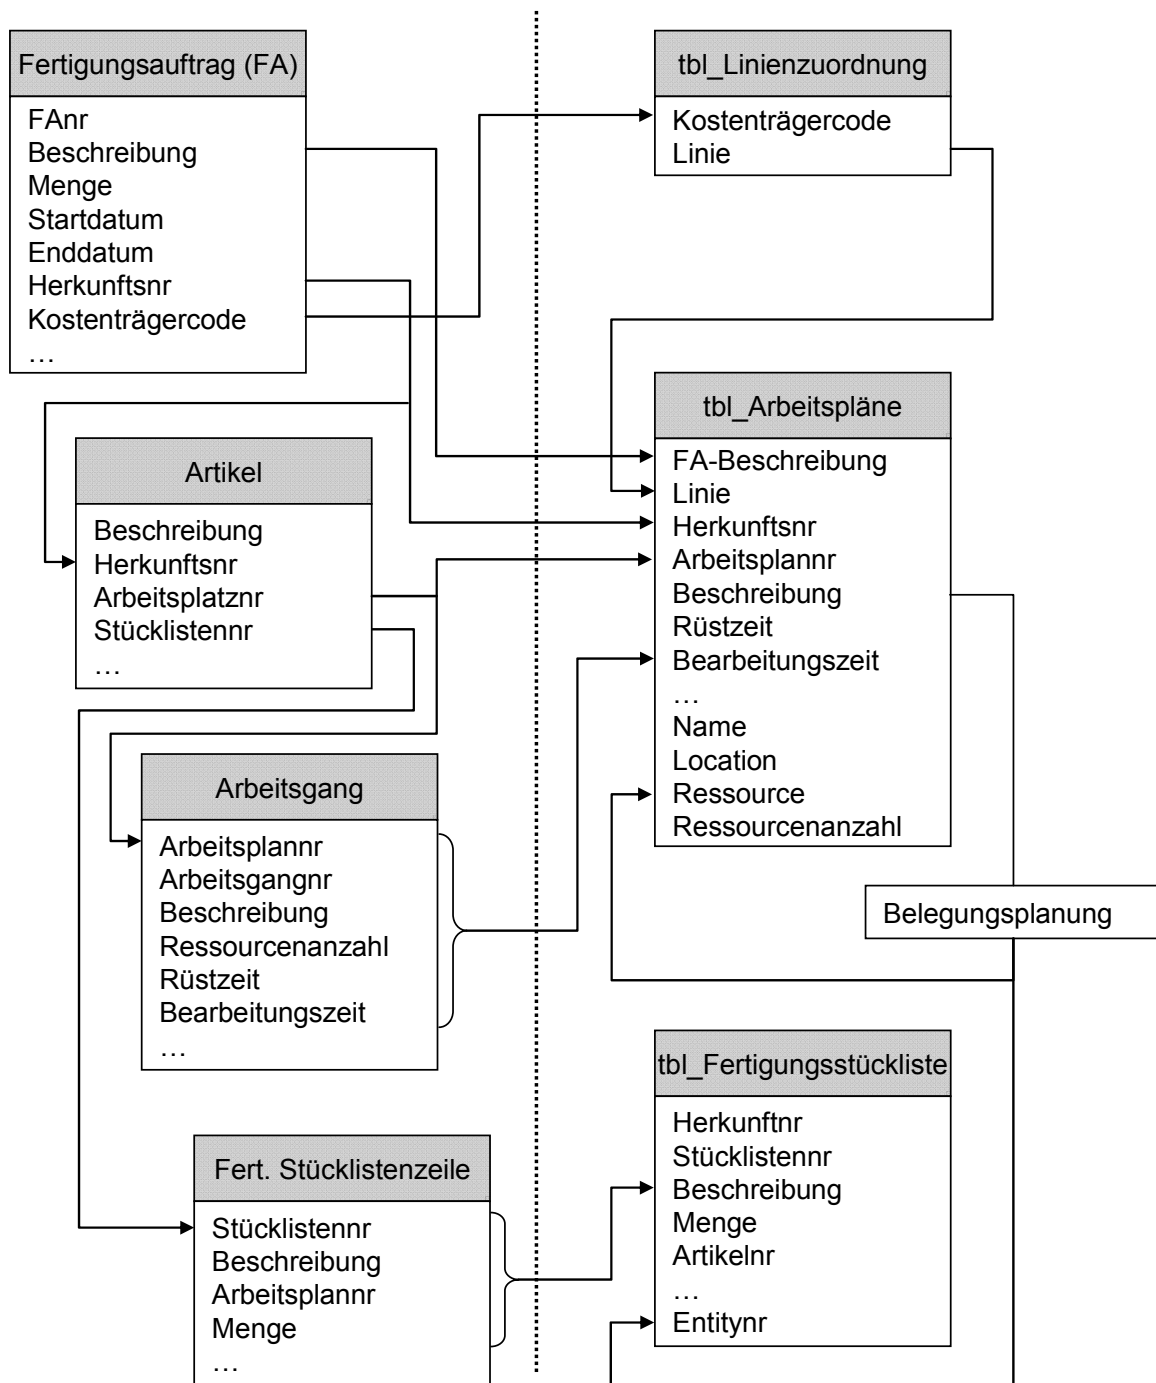 Fertigungsauftrag (FA)
FAnr
Beschreibung
Menge
Startdatum
Enddatum
Herkunftsnr
Kostenträgercode
…
Artikel
Beschreibung
Herkunftsnr
Arbeitsplatznr
Stücklistennr
…
Arbeitsgang
Arbeitsplannr
Arbeitsgangnr
Beschreibung
Ressourcenanzahl
Rüstzeit
Bearbeitungszeit
…
Fert. Stücklistenzeile
Stücklistennr
Beschreibung
Arbeitsplannr
Menge
…
tbl_Linienzuordnung
Kostenträgercode
Linie
tbl_Arbeitspläne
FA-Beschreibung
Linie
Herkunftsnr
Arbeitsplannr
Beschreibung
Rüstzeit
Bearbeitungszeit
…
Name
Location
Ressource
Ressourcenanzahl
Belegungsplanung
tbl_Fertigungsstückliste
Herkunftnr
Stücklistennr
Beschreibung
Menge
Artikelnr
…
Entitynr